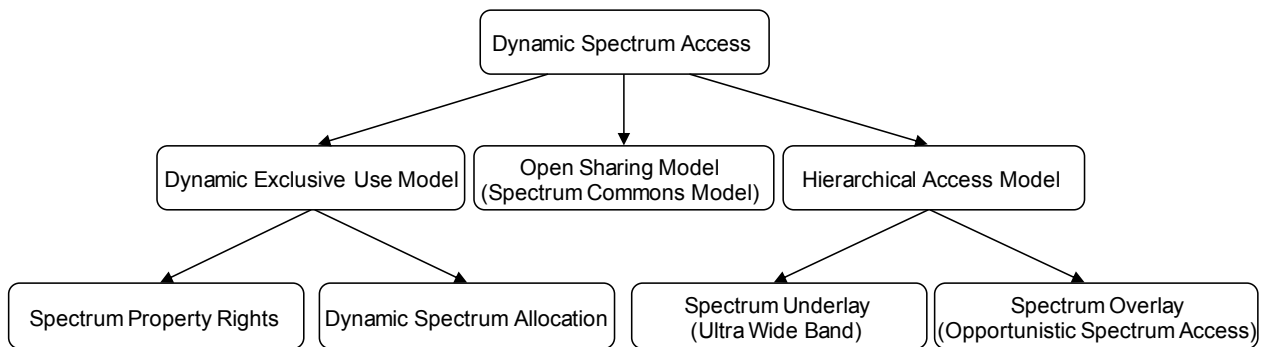 Dynamic Spectrum Access
Dynamic Exclusive Use Model
Open Sharing Model
(Spectrum Commons Model)
Hierarchical Access Model
Spectrum Property Rights
Dynamic Spectrum Allocation
Spectrum Underlay
(Ultra Wide Band)
Spectrum Overlay
(Opportunistic Spectrum Access)